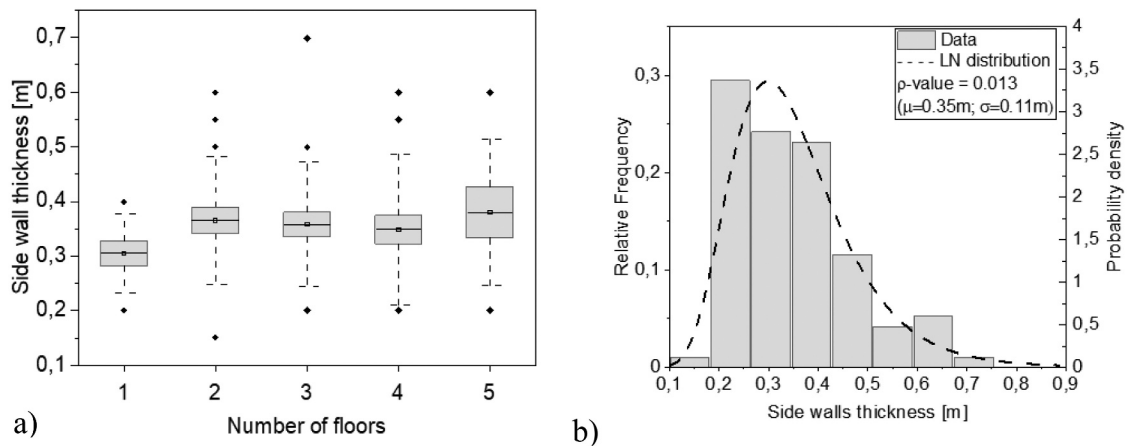 0,7
0,6
0,5
0,4
0,3
0,2
0,1
Side wall thickness [m]
1 2 3 4 5
Number of floors
a)
Data
LN distribution
ρ-value = 0.013
(μ=0.35m; σ=0.11m)
0,3
0,2
0,1
0
Relative Frequency
4
3,5
3
2,5
2
1,5
1
0,5
0
Probability density
0,1 0,2 0,3 0,4 0,5 0,6 0,7 0,8 0,9
Side walls thickness [m]
b)